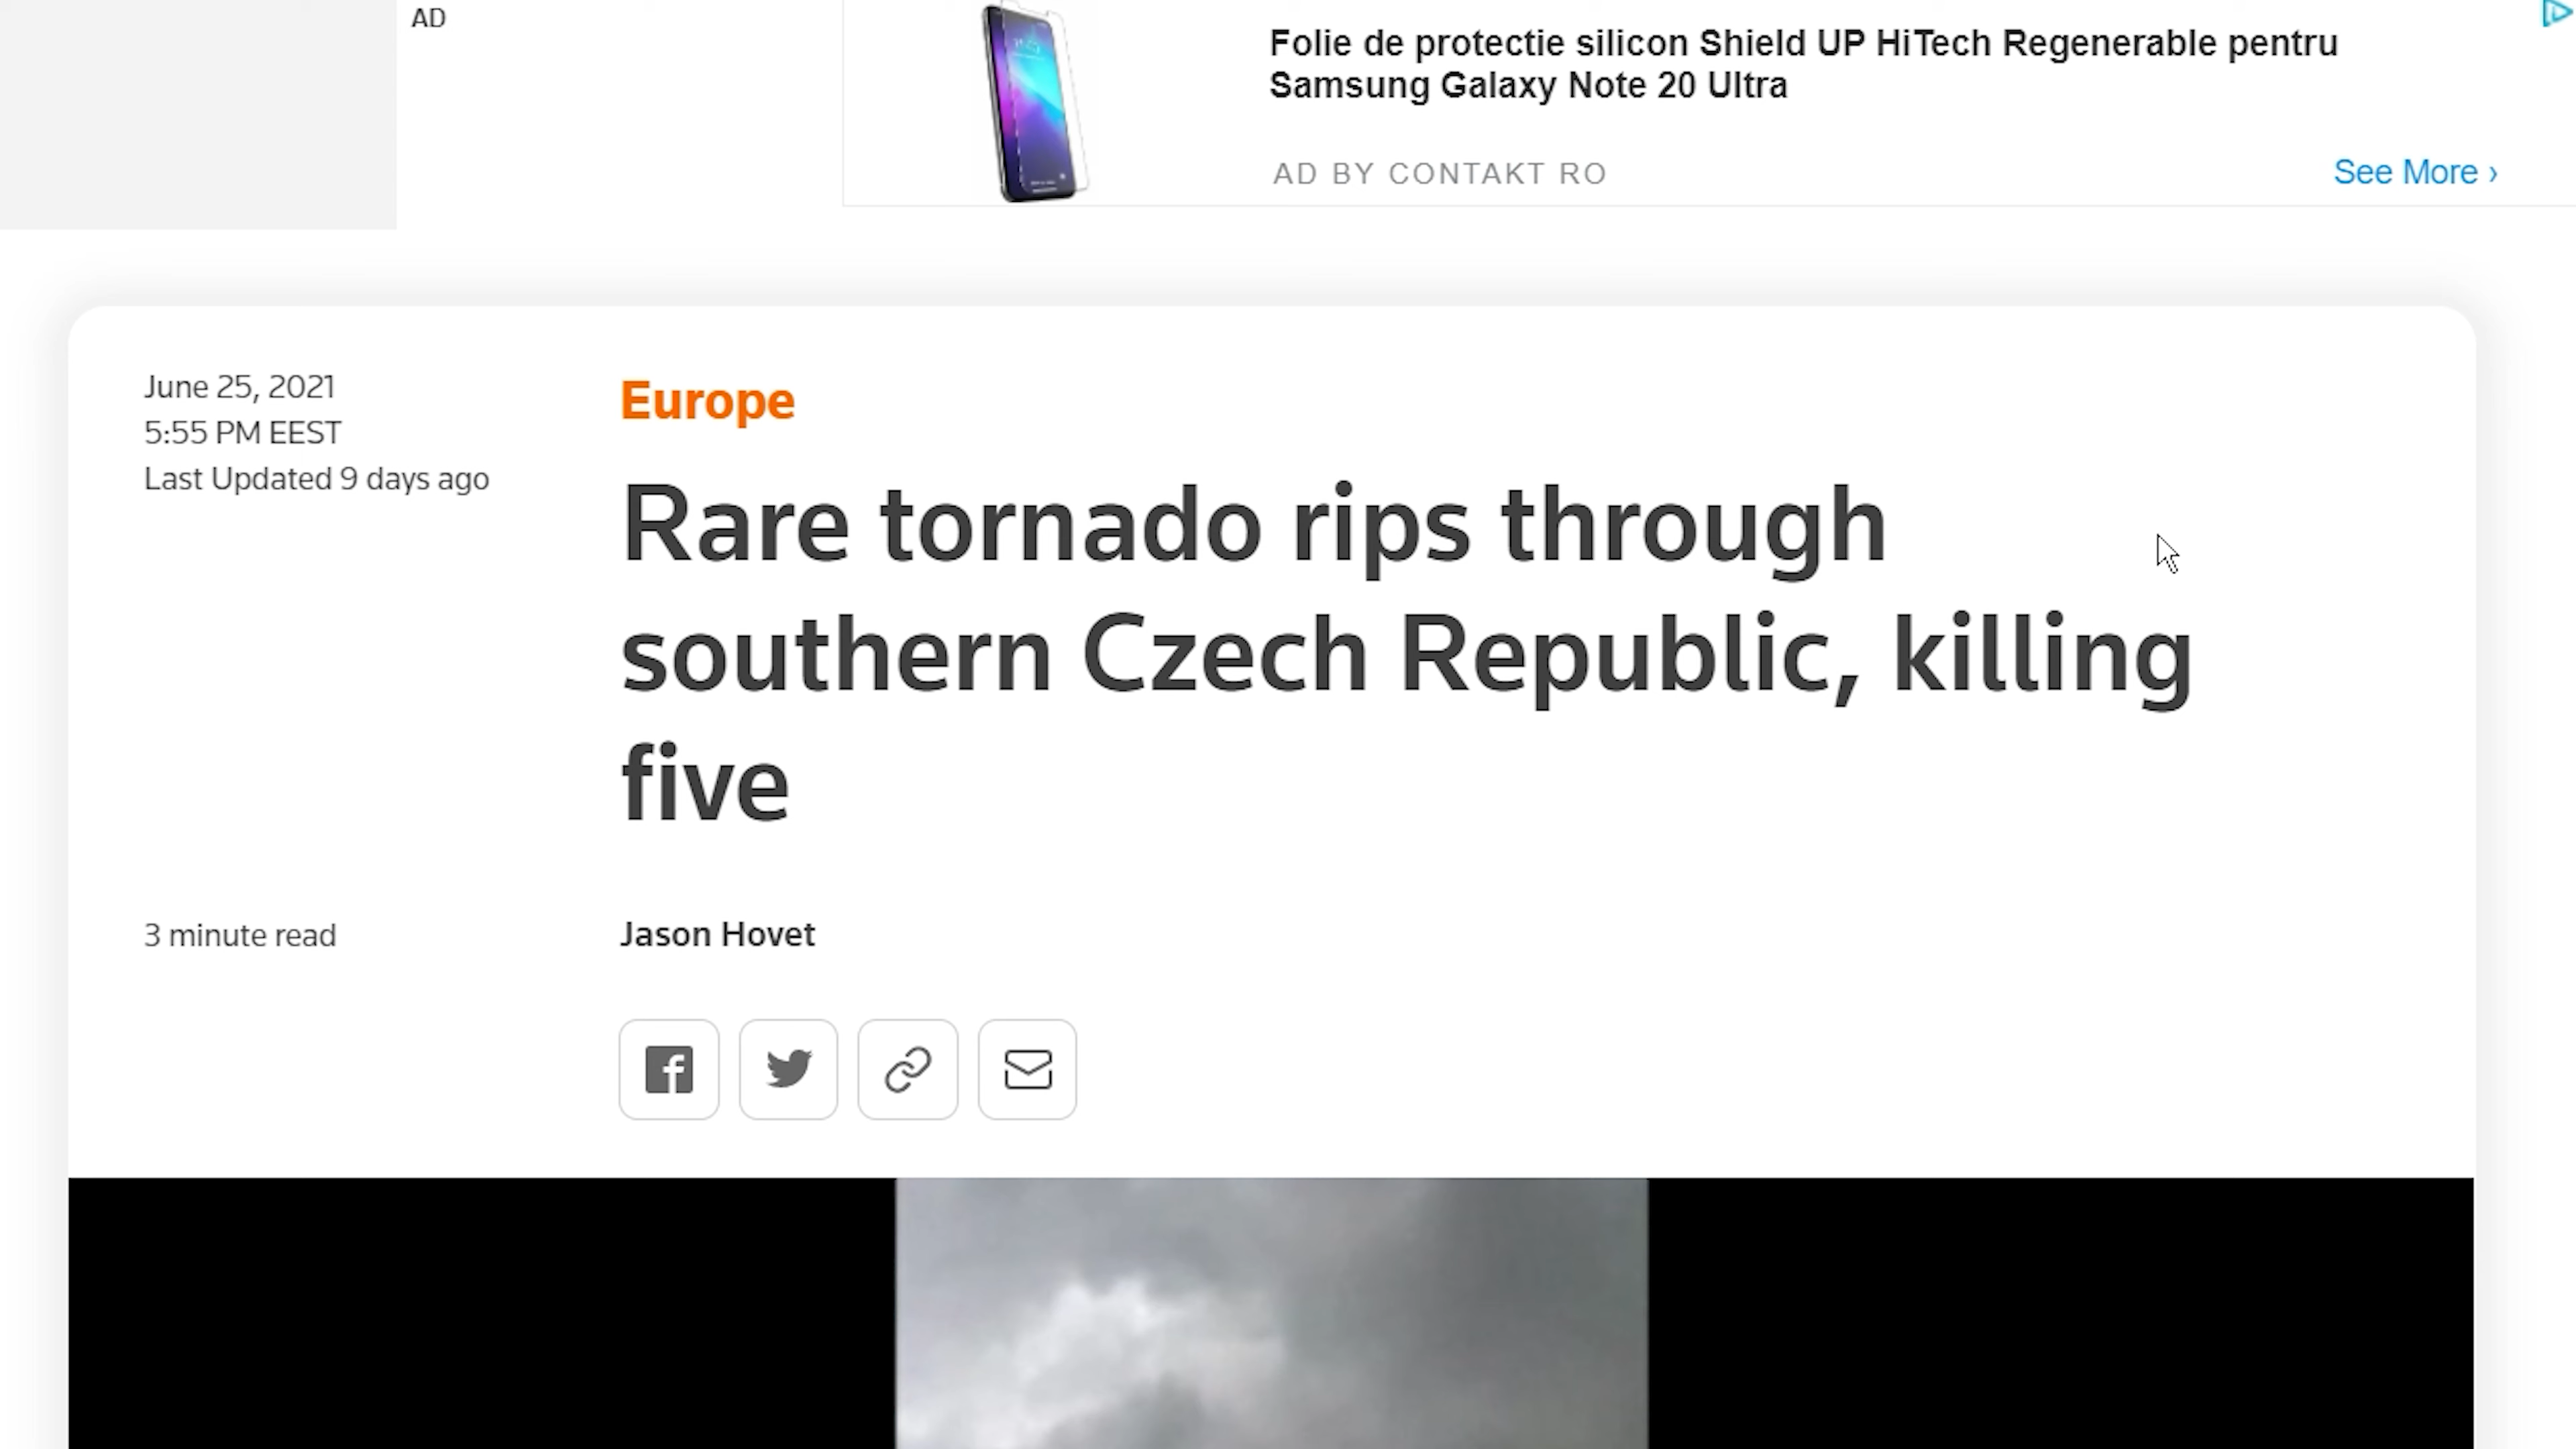 AD
Folie de protectie silicon Shield UP HiTech Regenerable pentru
Samsung Galaxy Note 20 Ultra
AD BY CONTAKT RO
See More ›
June 25, 2021
5:55 PM EEST
Last Updated 9 days ago
Europe
Rare tornado rips through
southern Czech Republic, killing
five
3 minute read
Jason Hovet